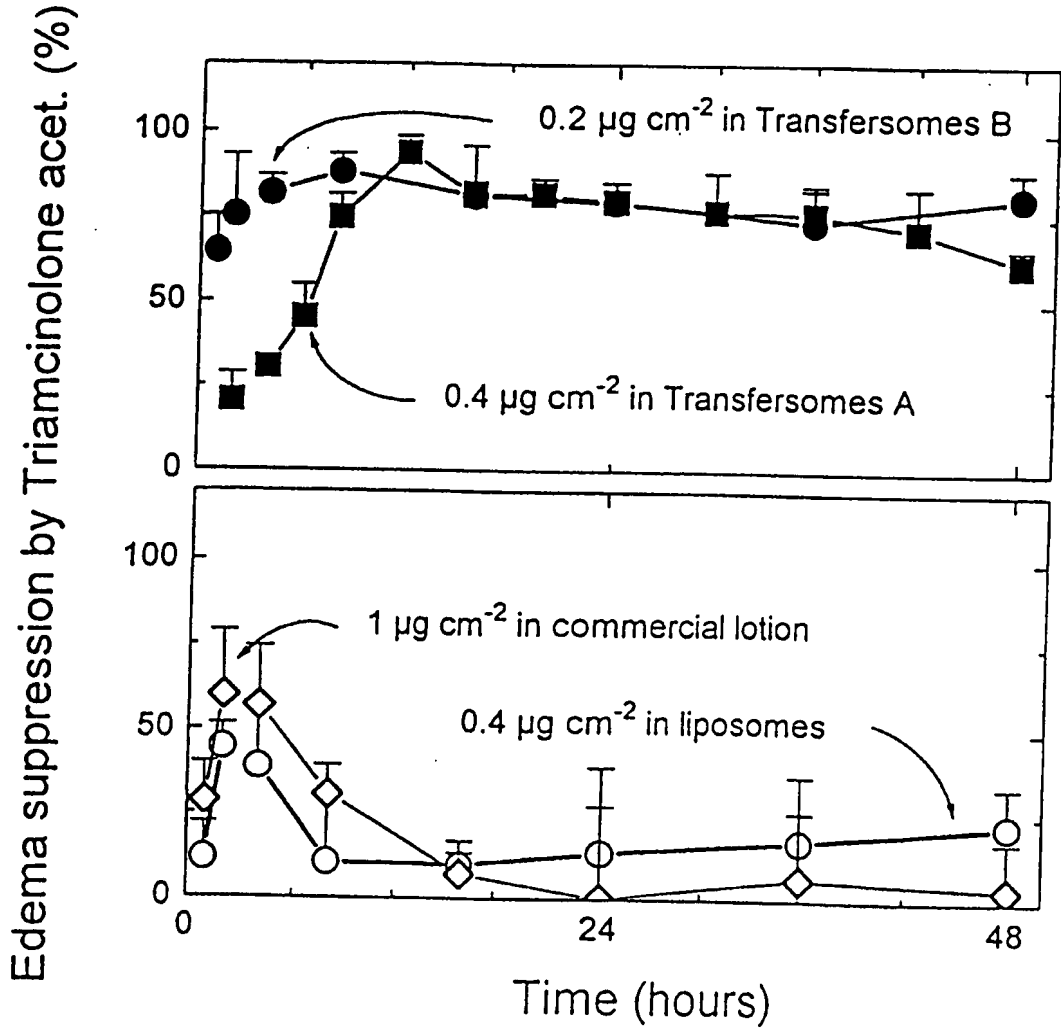 Edema suppression by Triamcinolone acet. (%)
100
50
0
0.2 µg cm⁻² in Transfersomes B
0.4 µg cm⁻² in Transfersomes A
100
50
0
1 µg cm⁻² in commercial lotion
0.4 µg cm⁻² in liposomes
0
24
48
Time (hours)